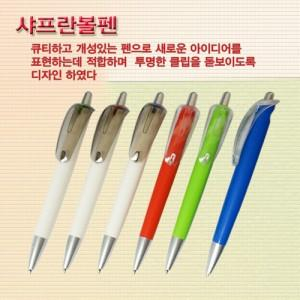 샤프란볼펜
큐티하고 개성있는 펜으로 새로운 아이디어를
표현하는데 적합하며 투명한 클립을 돋보이도록
디자인 하였다